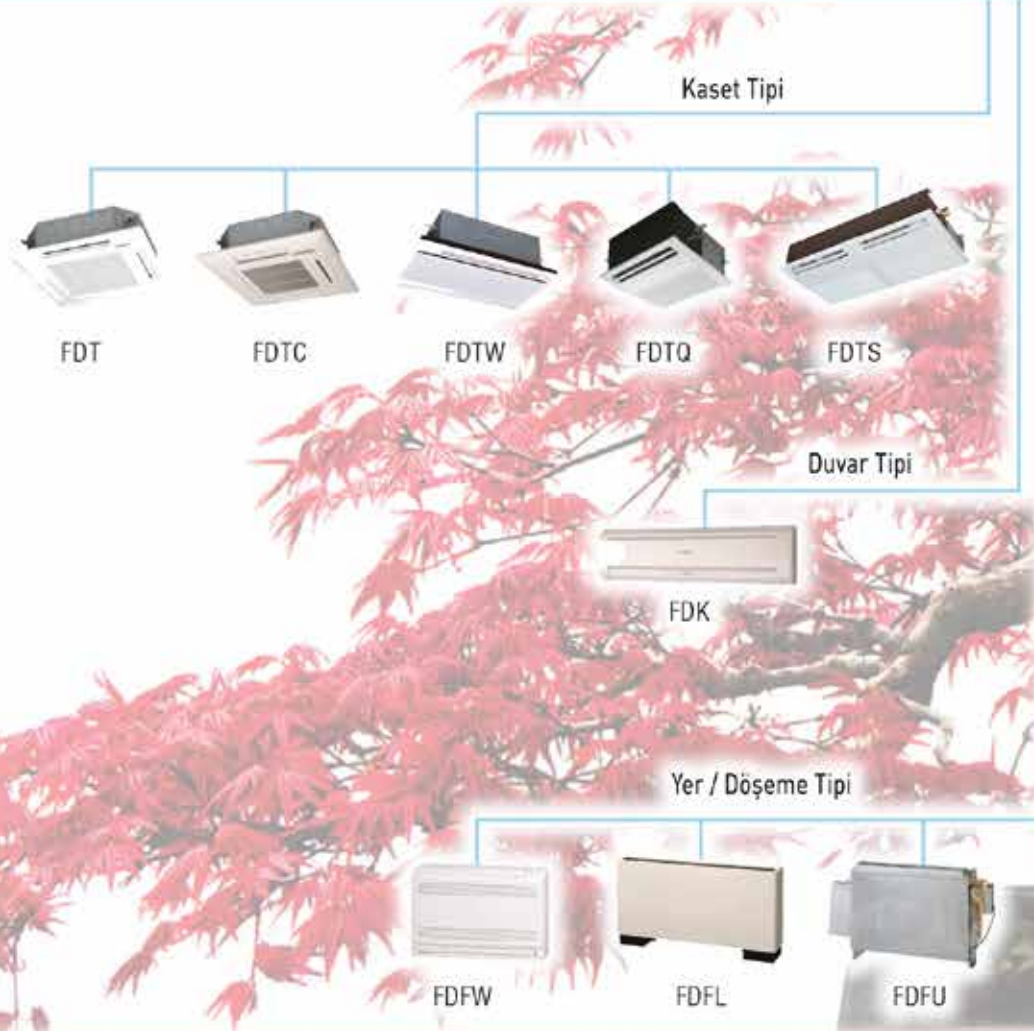 Kaset Tipi
FDT
FDTC
FDTW
FDTQ
FDTS
Duvar Tipi
FDK
Yer / Döşeme Tipi
FDFW
FDFL
FDFU